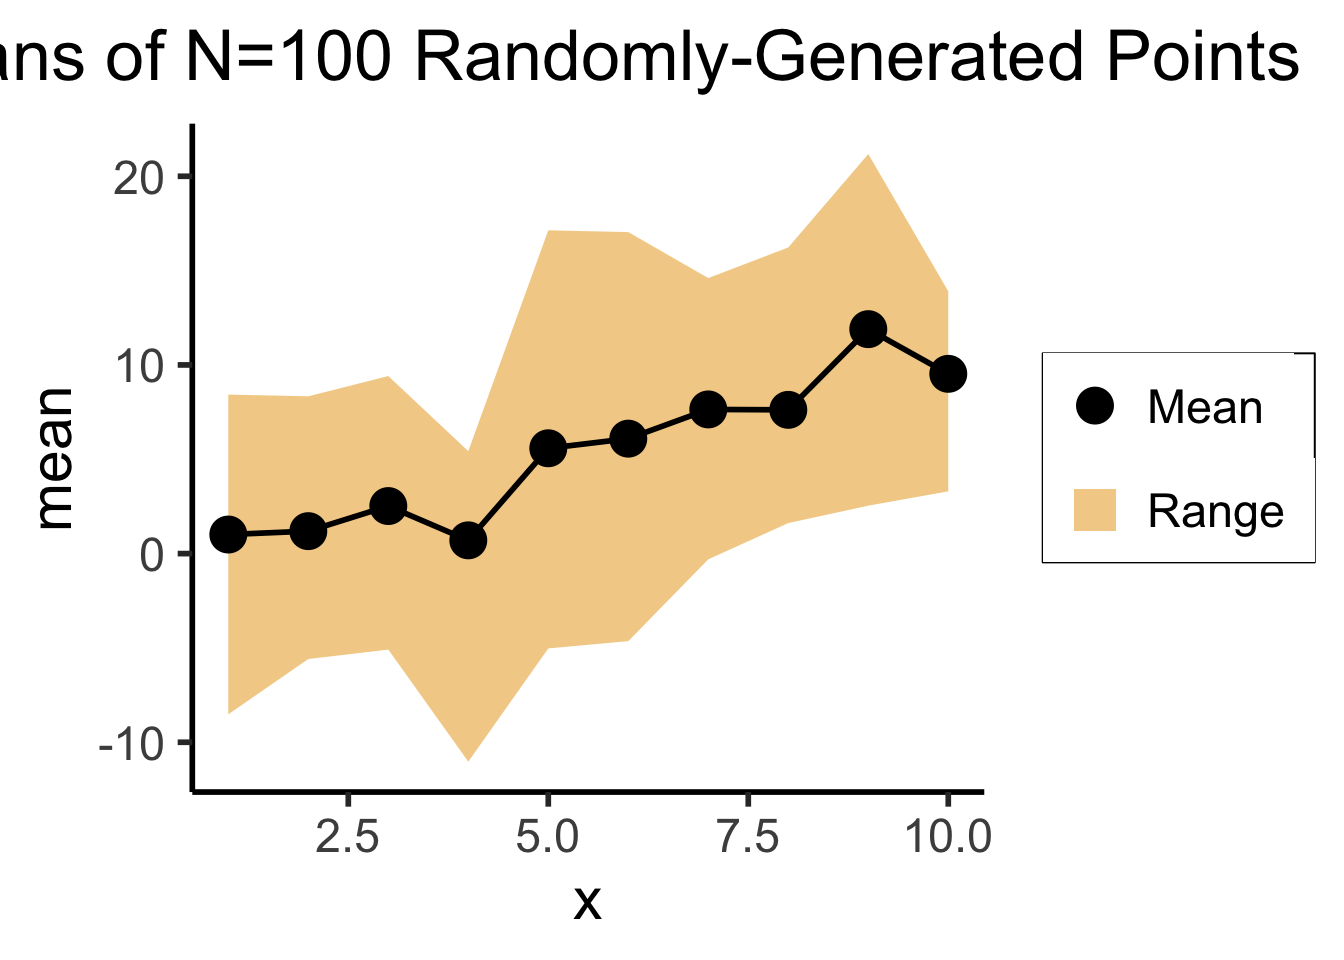 ans of N=100 Randomly-Generated Points
20
10
0
-10
mean
2.5 5.0 7.5 10.0
x
Mean
Range